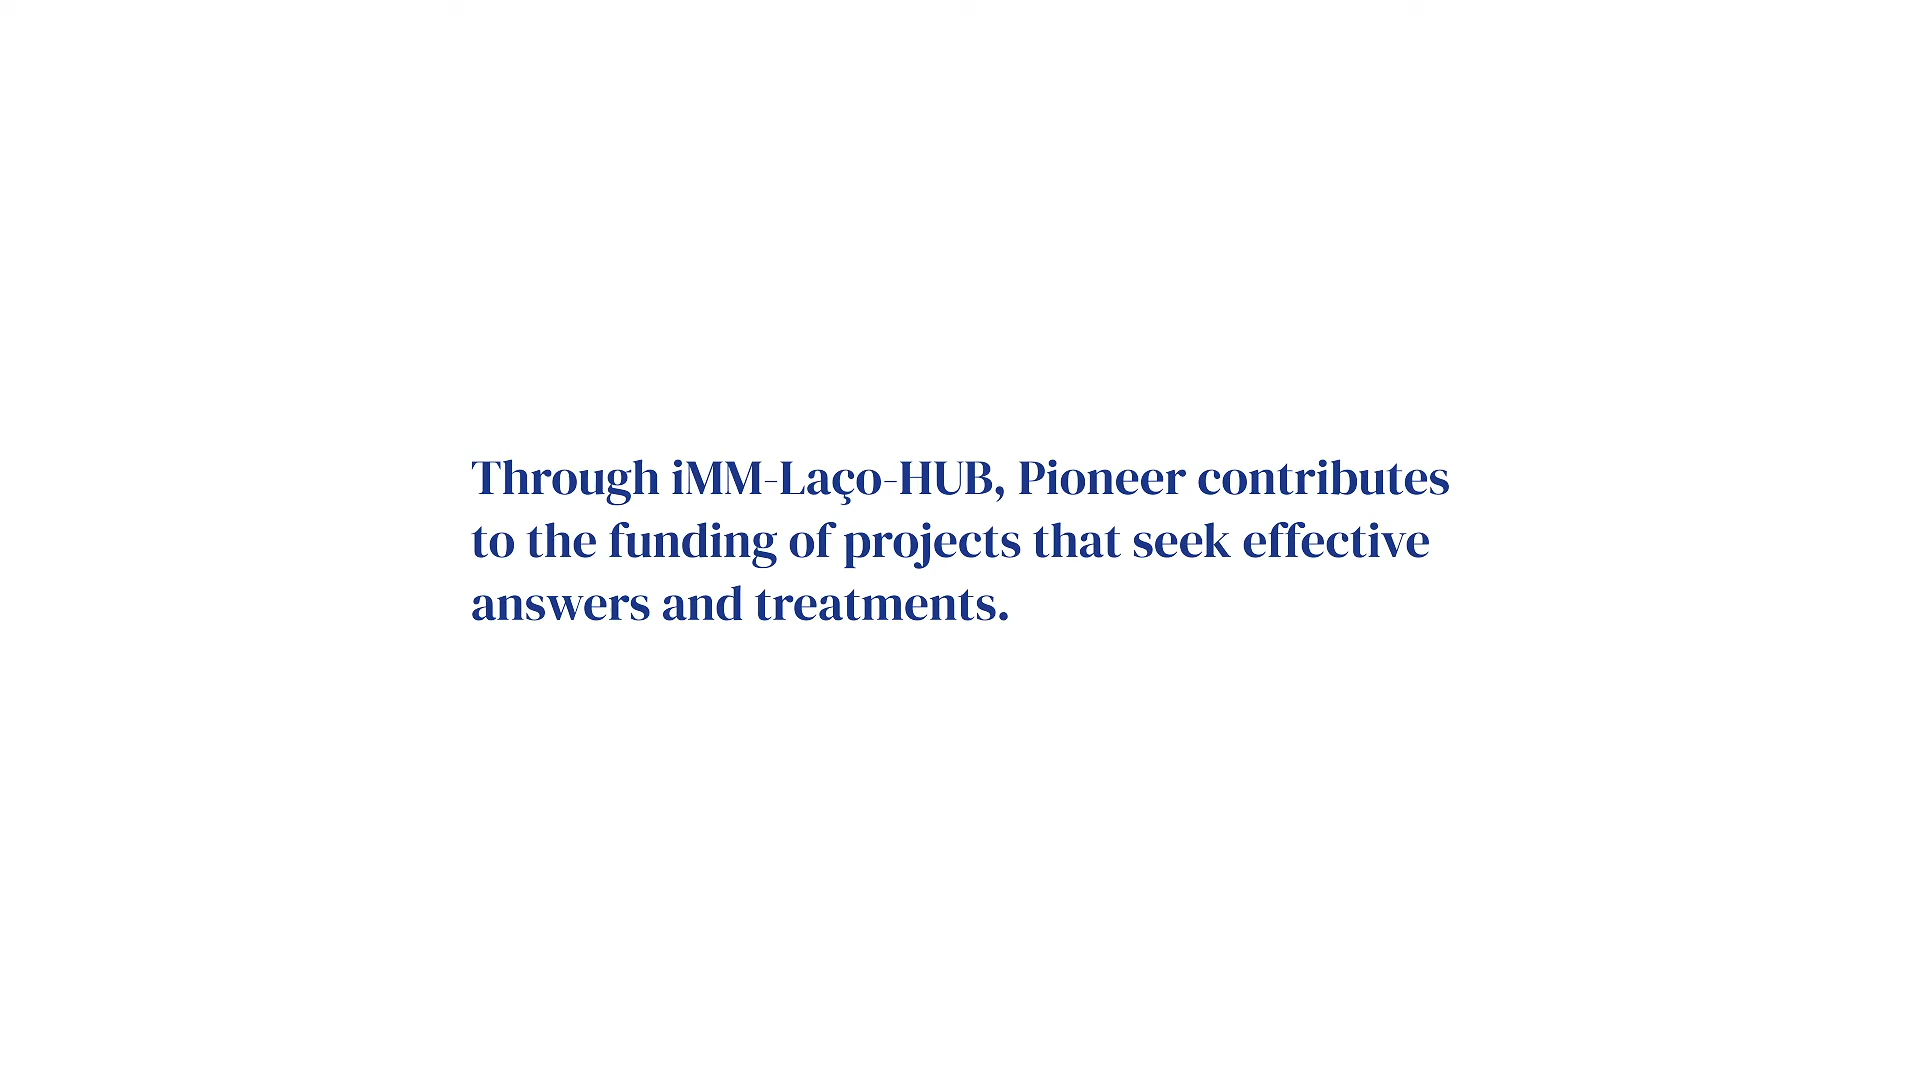 Through iMM-Laço-HUB, Pioneer contributes
to the funding of projects that seek effective
answers and treatments.